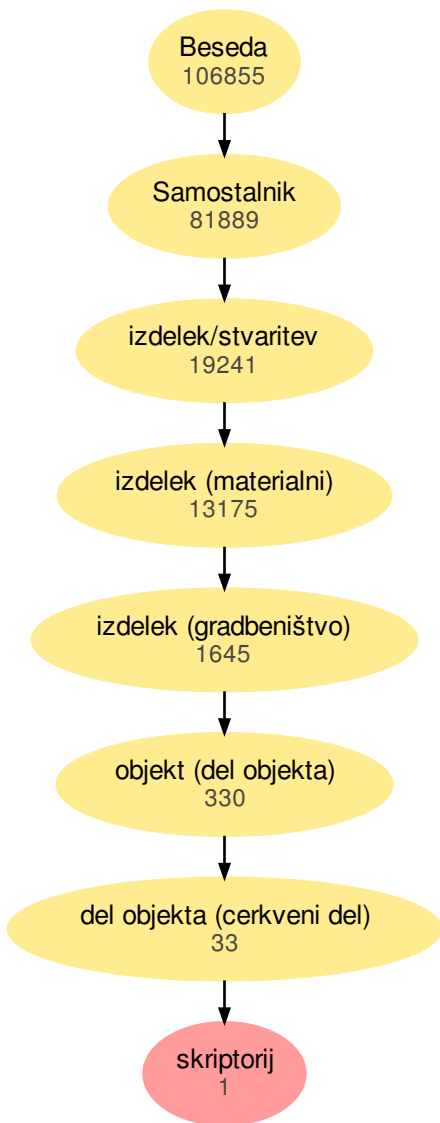 Beseda
106855
Samostalnik
81889
izdelek/stvaritev
19241
izdelek (materialni)
13175
izdelek (gradbeništvo)
1645
objekt (del objekta)
330
del objekta (cerkveni del)
33
skriptorij
1